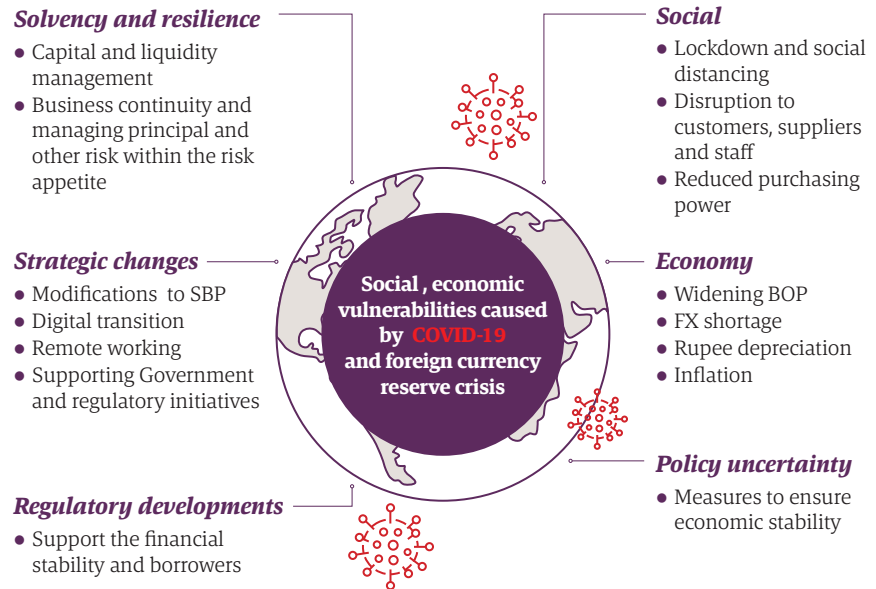 Solvency and resilience
• Capital and liquidity
management
• Business continuity and
managing principal and
other risk within the risk
appetite
Strategic changes
• Modifications to SBP
• Digital transition
• Remote working
• Supporting Government
and regulatory initiatives
Regulatory developments
• Support the financial
stability and borrowers
Social , economic
vulnerabilities caused
by COVID-19
and foreign currency
reserve crisis
Social
• Lockdown and social
distancing
• Disruption to
customers, suppliers
and staff
• Reduced purchasing
power
Economy
• Widening BOP
• FX shortage
• Rupee depreciation
• Inflation
Policy uncertainty
• Measures to ensure
economic stability